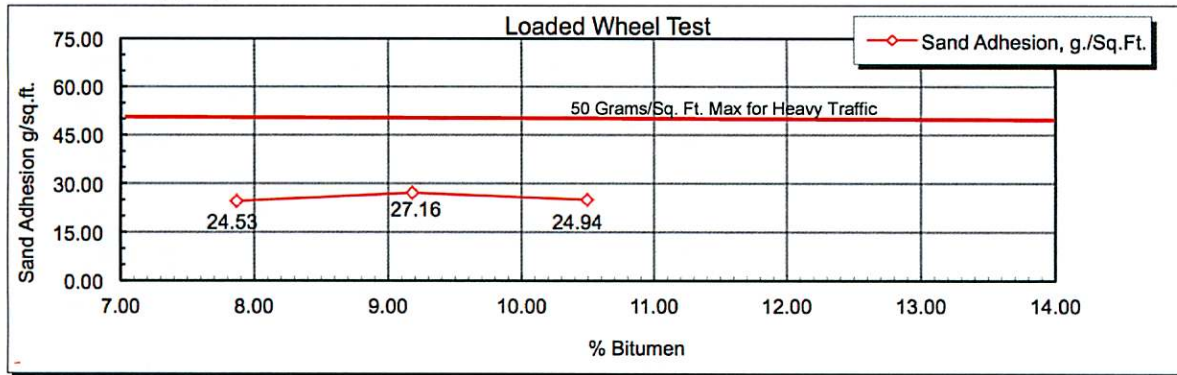 Loaded Wheel Test
Sand Adhesion, g./Sq.Ft.
75.00
60.00
45.00
30.00
15.00
0.00
Sand Adhesion g/sq.ft.
50 Grams/Sq. Ft. Max for Heavy Traffic
24.53
27.16
24.94
7.00 8.00 9.00 10.00 11.00 12.00 13.00 14.00
% Bitumen